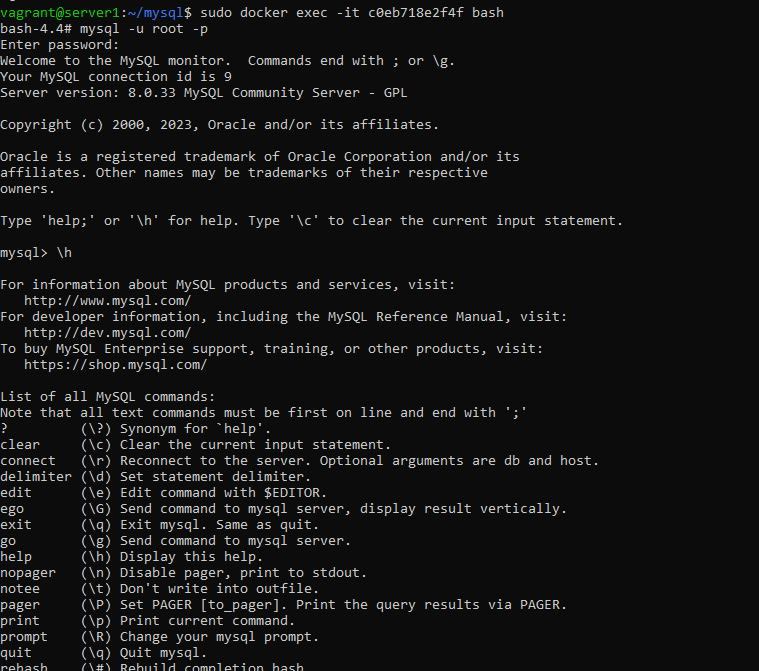 vagrant@server1:~/mysql$ sudo docker exec -it c0eb718e2f4f bash
bash-4.4# mysql -u root -p
Enter password:
Welcome to the MySQL monitor.  Commands end with ; or \g.
Your MySQL connection id is 9
Server version: 8.0.33 MySQL Community Server - GPL

Copyright (c) 2000, 2023, Oracle and/or its affiliates.

Oracle is a registered trademark of Oracle Corporation and/or its
affiliates. Other names may be trademarks of their respective
owners.

Type 'help;' or '\h' for help. Type '\c' to clear the current input statement.

mysql> \h

For information about MySQL products and services, visit:
   http://www.mysql.com/
For developer information, including the MySQL Reference Manual, visit:
   http://dev.mysql.com/
To buy MySQL Enterprise support, training, or other products, visit:
   https://shop.mysql.com/

List of all MySQL commands:
Note that all text commands must be first on line and end with ';'
?         (\?) Synonym for `help'.
clear     (\c) Clear the current input statement.
connect   (\r) Reconnect to the server. Optional arguments are db and host.
delimiter (\d) Set statement delimiter.
edit      (\e) Edit command with $EDITOR.
ego       (\G) Send command to mysql server, display result vertically.
exit      (\q) Exit mysql. Same as quit.
go        (\g) Send command to mysql server.
help      (\h) Display this help.
nopager   (\n) Disable pager, print to stdout.
notee     (\t) Don't write into outfile.
pager     (\P) Set PAGER [to_pager]. Print the query results via PAGER.
print     (\p) Print current command.
prompt    (\R) Change your mysql prompt.
quit      (\q) Quit mysql.
rehash    (\#) Rebuild completion hash